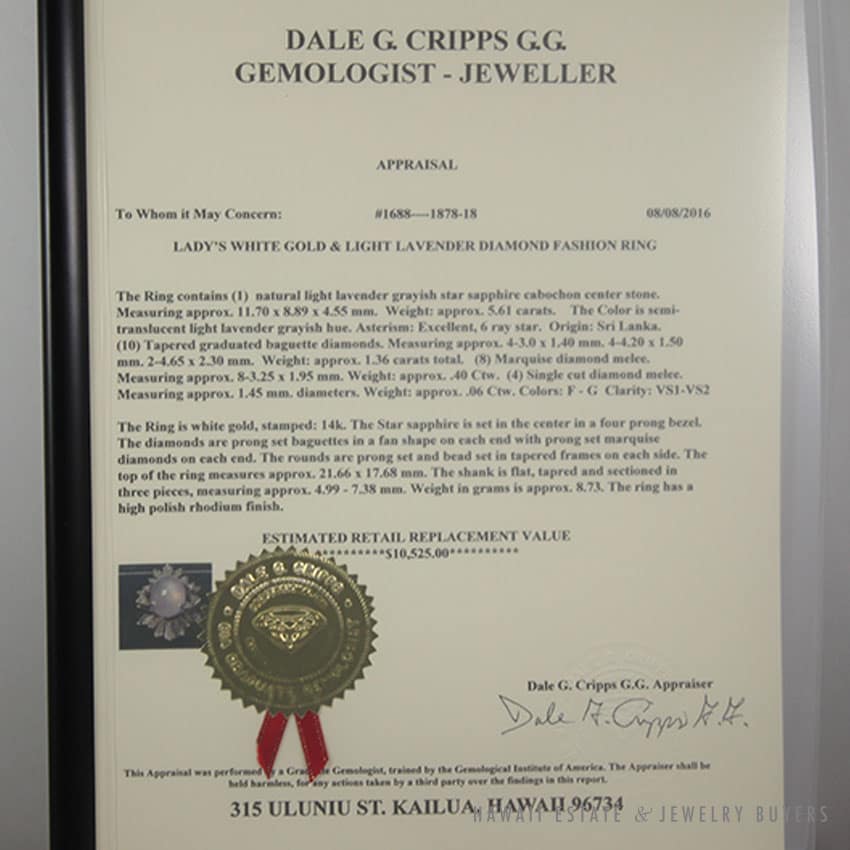 DALE G. CRIPPS G.G.
GEMOLOGIST - JEWELLER
APPRAISAL
To Whom it May Concern: #1688----1878-18 08/08/2016
LADY'S WHITE GOLD & LIGHT LAVENDER DIAMOND FASHION RING
The Ring contains (1) natural light lavender grayish star sapphire cabochon center stone.
Measuring approx. 11.70 x 8.89 x 4.55 mm. Weight: approx. 5.61 carats. The Color is semi-
translucent light lavender grayish hue. Asterism: Excellent, 6 ray star. Origin: Sri Lanka.
(10) Tapered graduated baguette diamonds. Measuring approx. 4-3.0 x 1.40 mm. 4-4.20 x 1.50
mm. 2-4.65 x 2.30 mm. Weight: approx. 1.36 carats total. (8) Marquise diamond melee.
Measuring approx. 8-3.25 x 1.95 mm. Weight: approx. .40 Ctw. (4) Single cut diamond melee.
Measuring approx. 1.45 mm. diameters. Weight: approx. .06 Ctw. Colors: F - G Clarity: VS1-VS2
The Ring is white gold, stamped: 14k. The Star sapphire is set in the center in a four prong bezel.
The diamonds are prong set baguettes in a fan shape on each end with prong set marquise
diamonds on each end. The rounds are prong set and bead set in tapered frames on each side. The
top of the ring measures approx. 21.66 x 17.68 mm. The shank is flat, tapred and sectioned in
three pieces, measuring approx. 4.99 - 7.38 mm. Weight in grams is approx. 8.73. The ring has a
high polish rhodium finish.
ESTIMATED RETAIL REPLACEMENT VALUE
**********$10,525.00**********
DALE G. CRIPPS
GRADUATE GEMOLOGIST
Dale G. Cripps G.G. Appraiser
Dale G. Cripps G.G.
This Appraisal was performed by a Graduate Gemologist, trained by the Gemological Institute of America. The Appraiser shall be
held harmless, for any actions taken by a third party over the findings in this report.
315 ULUNIU ST. KAILUA, HAWAII 96734
HAWAII ESTATE & JEWELRY BUYERS